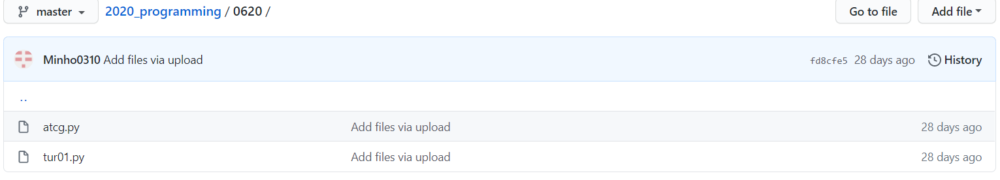 master 2020_programming / 0620 / Go to file Add file
Minho0310 Add files via upload fd8cfe5 28 days ago History
..
atcg.py Add files via upload 28 days ago
tur01.py Add files via upload 28 days ago